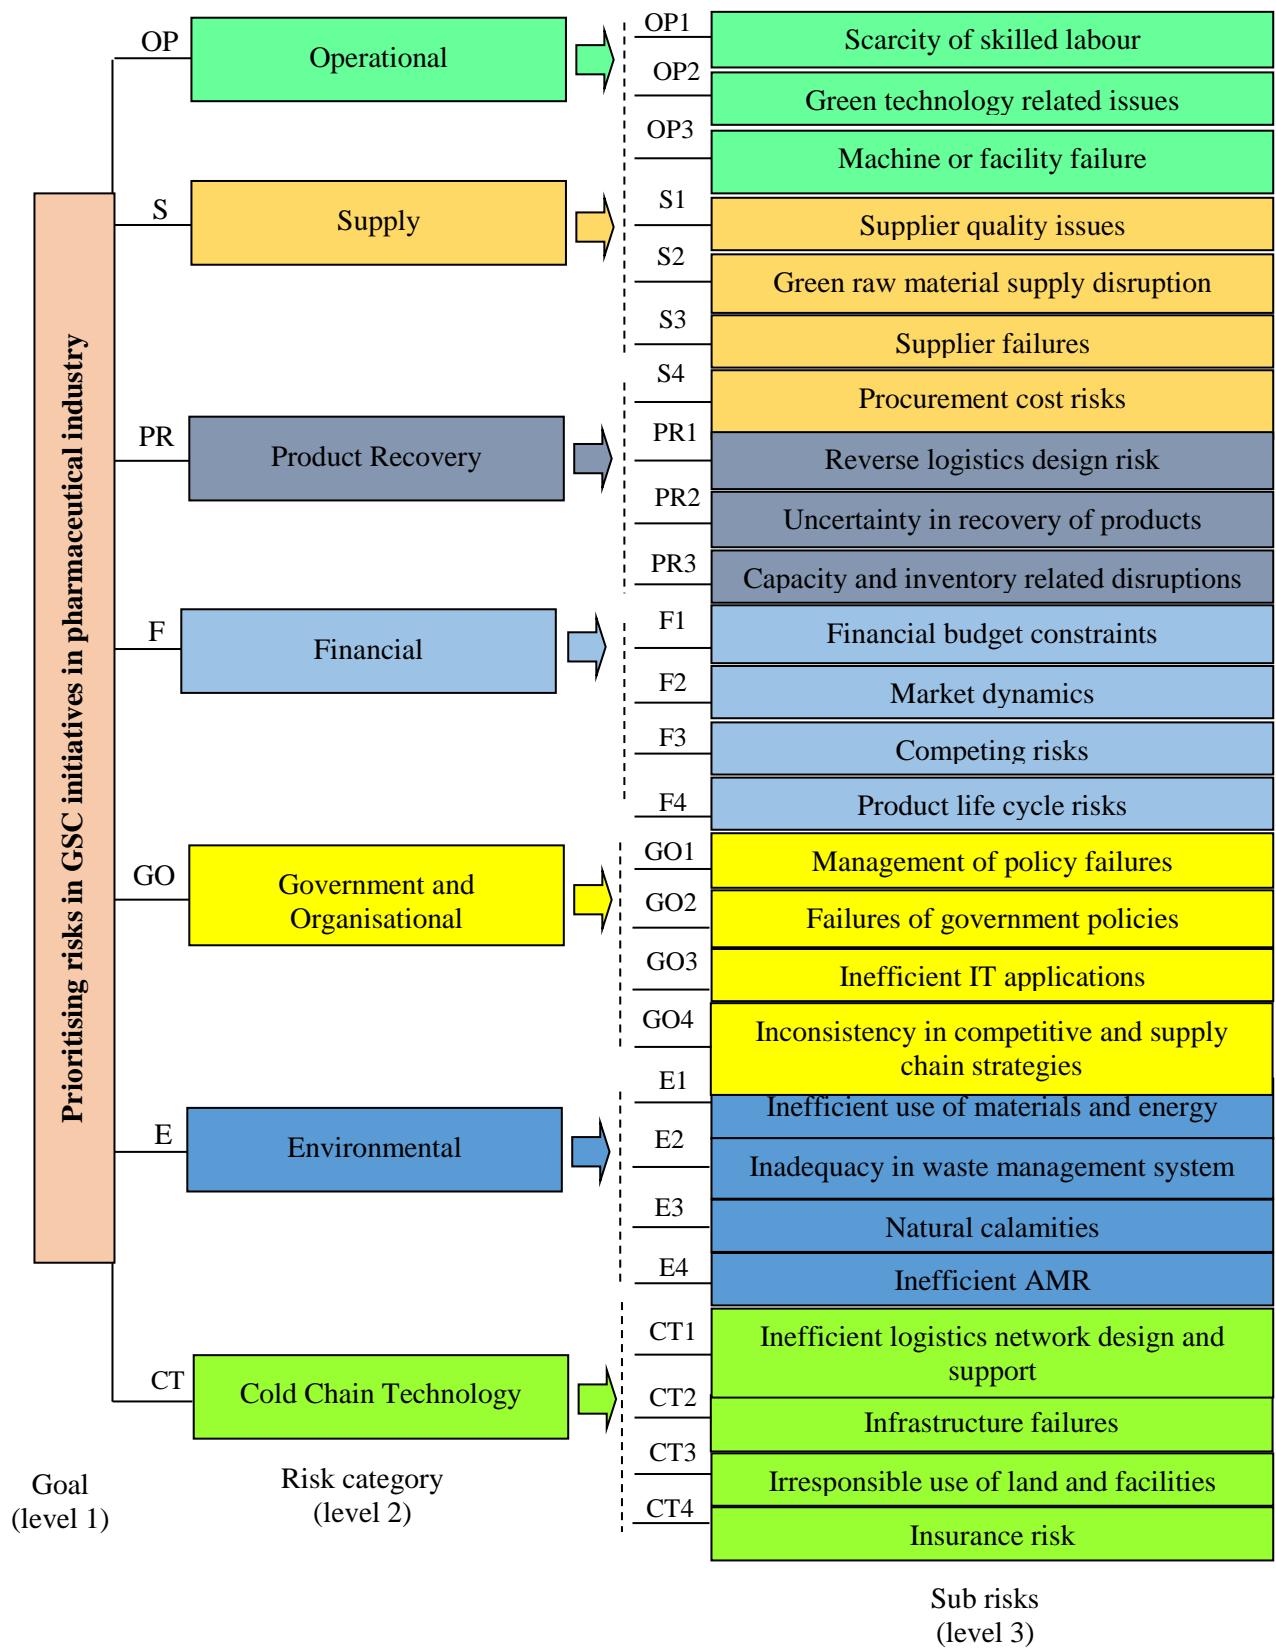 Prioritising risks in GSC initiatives in pharmaceutical industry
OP
Operational
S
Supply
PR
Product Recovery
F
Financial
GO
Government and
Organisational
E
Environmental
CT
Cold Chain Technology
OP1
Scarcity of skilled labour
OP2
Green technology related issues
OP3
Machine or facility failure
S1
Supplier quality issues
S2
Green raw material supply disruption
S3
Supplier failures
S4
Procurement cost risks
PR1
Reverse logistics design risk
PR2
Uncertainty in recovery of products
PR3
Capacity and inventory related disruptions
F1
Financial budget constraints
F2
Market dynamics
F3
Competing risks
F4
Product life cycle risks
GO1
Management of policy failures
GO2
Failures of government policies
GO3
Inefficient IT applications
GO4
Inconsistency in competitive and supply
chain strategies
E1
Inefficient use of materials and energy
E2
Inadequacy in waste management system
E3
Natural calamities
E4
Inefficient AMR
CT1
Inefficient logistics network design and
support
CT2
Infrastructure failures
CT3
Irresponsible use of land and facilities
CT4
Insurance risk
Goal
(level 1)
Risk category
(level 2)
Sub risks
(level 3)